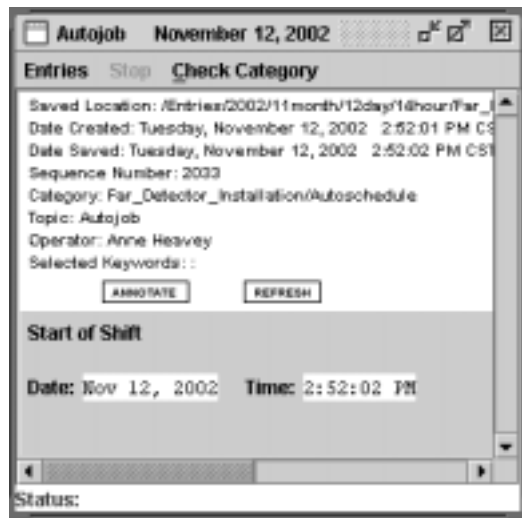 Autojob November 12, 2002
Entries Stop Check Category
Saved Location: /Entries/2002/11month/12day/14hour/Far_
Date Created: Tuesday, November 12, 2002 2:52:01 PM CS
Date Saved: Tuesday, November 12, 2002 2:52:02 PM CST
Sequence Number: 2033
Category: Far_Detector_Installation/Autoschedule
Topic: Autojob
Operator: Anne Heavey
Selected Keywords: :
ANNOTATE REFRESH
Start of Shift
Date: Nov 12, 2002 Time: 2:52:02 PM
Status: